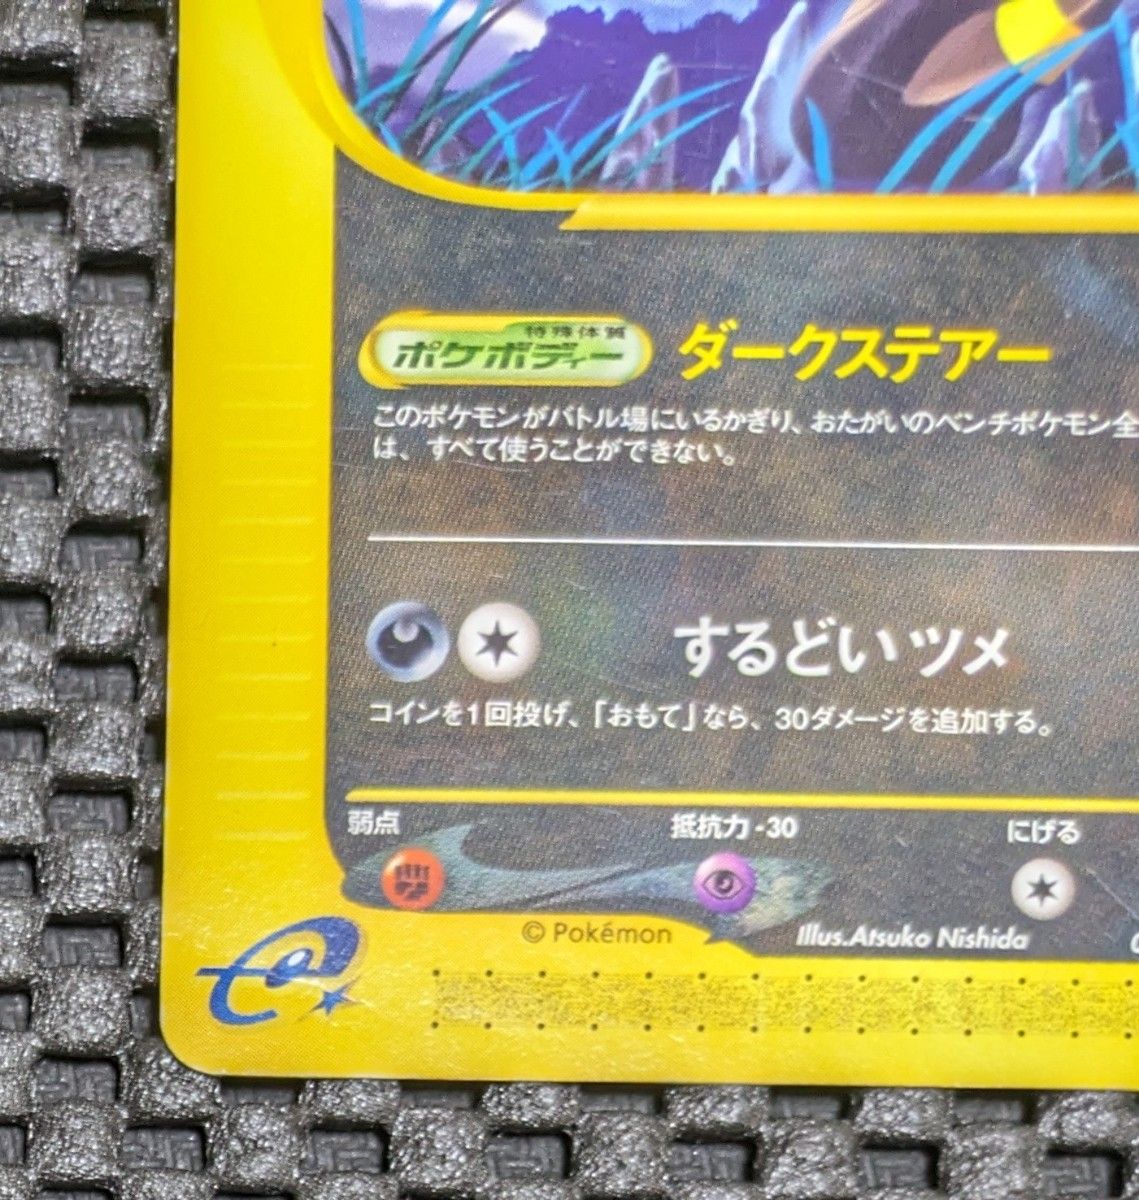 特殊体質
ポケボディー ダークステアー
このポケモンがバトル場にいるかぎり、おたがいのベンチポケモン全
は、すべて使うことができない。
するどいツメ
コインを1回投げ、「おもて」なら、30ダメージを追加する。
弱点 抵抗力-30 にげる
© Pokémon Illus.Atsuko Nishida